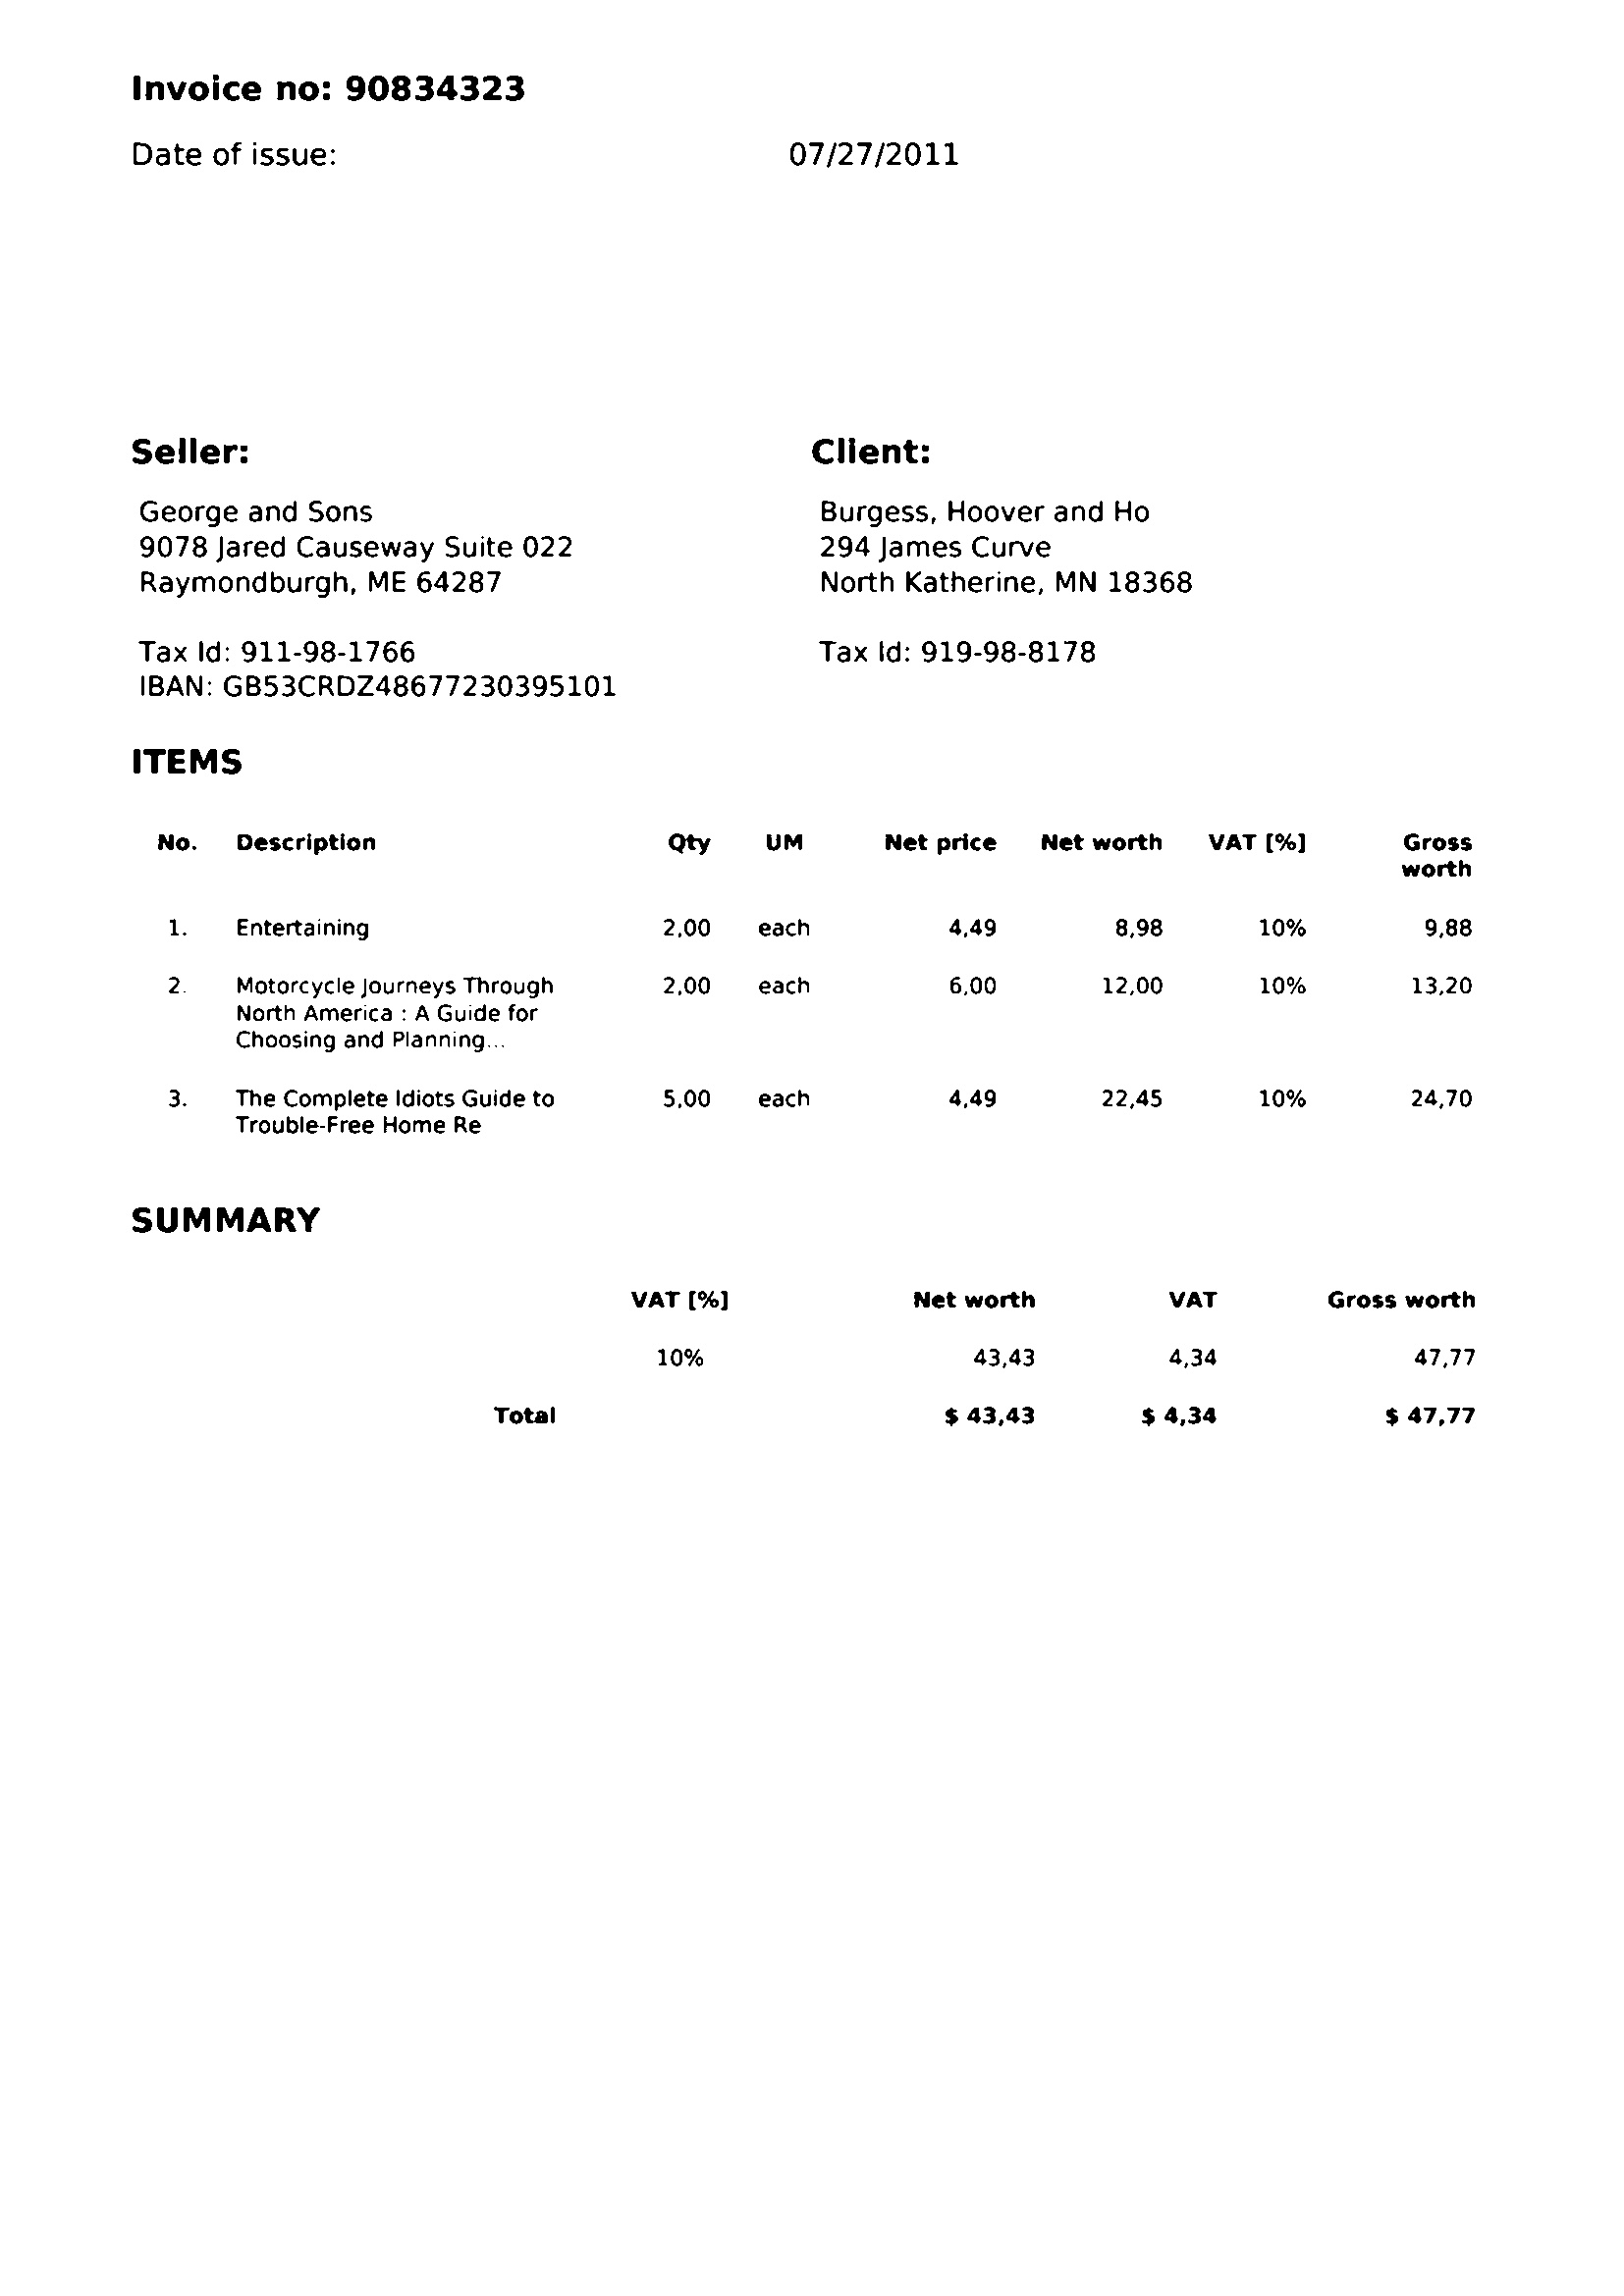 Invoice no: 90834323
Date of issue: 07/27/2011
Seller:
George and Sons
9078 Jared Causeway Suite 022
Raymondburgh, ME 64287
Tax Id: 911-98-1766
IBAN: GB53CRDZ48677230395101
Client:
Burgess, Hoover and Ho
294 James Curve
North Katherine, MN 18368
Tax Id: 919-98-8178
ITEMS
No. Description Qty UM Net price Net worth VAT [%] Gross
worth
1. Entertaining 2,00 each 4,49 8,98 10% 9,88
2. Motorcycle Journeys Through 2,00 each 6,00 12,00 10% 13,20
North America : A Guide for
Choosing and Planning...
3. The Complete Idiots Guide to 5,00 each 4,49 22,45 10% 24,70
Trouble-Free Home Re
SUMMARY
VAT [%] Net worth VAT Gross worth
10% 43,43 4,34 47,77
Total $ 43,43 $ 4,34 $ 47,77